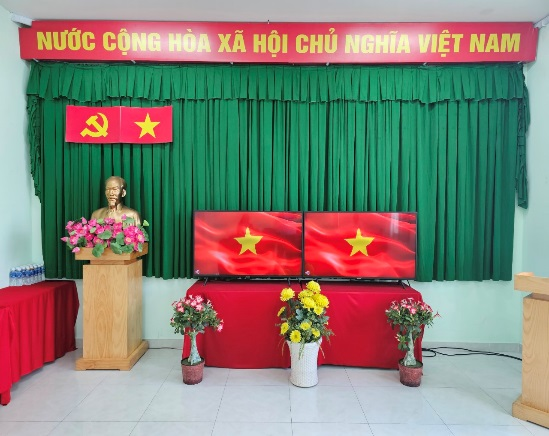 NƯỚC CỘNG HÒA XÃ HỘI CHỦ NGHĨA VIỆT NAM